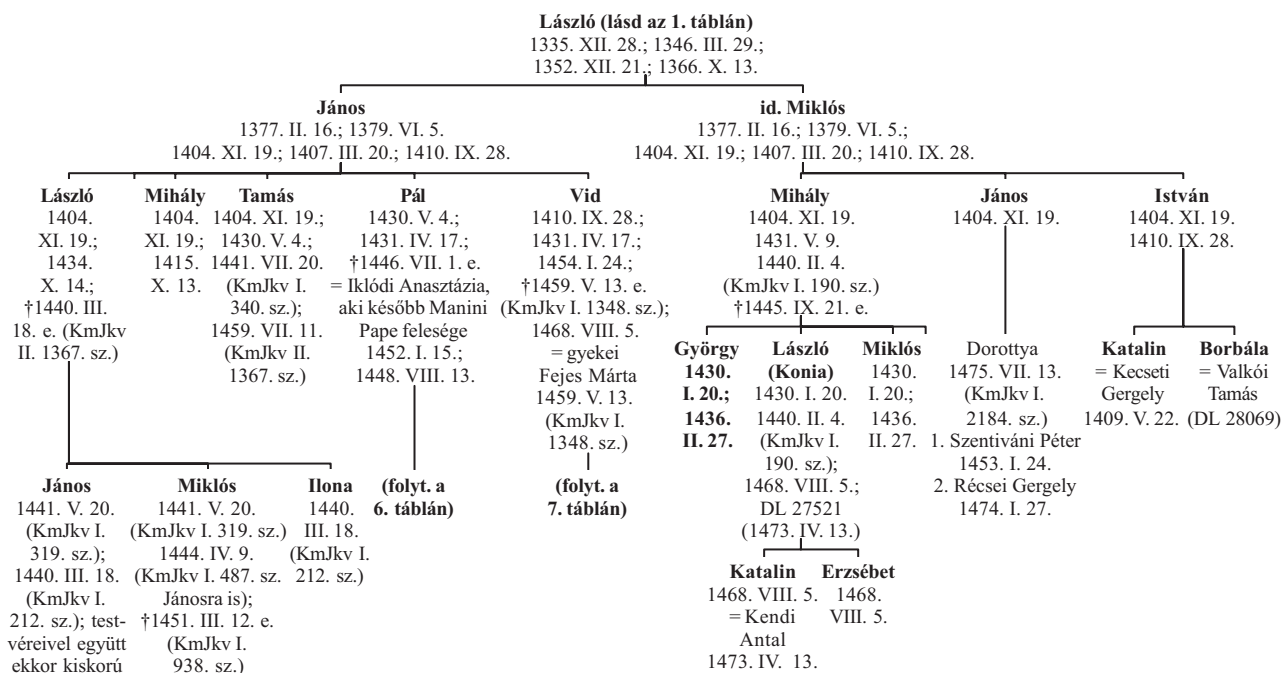 László (lásd az 1. táblán)
1335. XII. 28.; 1346. III. 29.;
1352. XII. 21.; 1366. X. 13.
János
1377. II. 16.; 1379. VI. 5.
1404. XI. 19.; 1407. III. 20.; 1410. IX. 28.
id. Miklós
1377. II. 16.; 1379. VI. 5.;
1404. XI. 19.; 1407. III. 20.; 1410. IX. 28.
László
1404.
XI. 19.;
1434.
X. 14.;
†1440. III.
18. e. (KmJkv
II. 1367. sz.)
Mihály
1404.
XI. 19.;
1415.
X. 13.
Tamás
1404. XI. 19.;
1430. V. 4.;
1441. VII. 20.
(KmJkv I.
340. sz.);
1459. VII. 11.
(KmJkv II.
1367. sz.)
Pál
1430. V. 4.;
1431. IV. 17.;
†1446. VII. 1. e.
= Iklódi Anasztázia,
aki később Manini
Pape felesége
1452. I. 15.;
1448. VIII. 13.
Vid
1410. IX. 28.;
1431. IV. 17.;
1454. I. 24.;
†1459. V. 13. e.
(KmJkv I. 1348. sz.);
1468. VIII. 5.
= gyekei
Fejes Márta
1459. V. 13.
(KmJkv I.
1348. sz.)
Mihály
1404. XI. 19.
1431. V. 9.
1440. II. 4.
(KmJkv I. 190. sz.)
†1445. IX. 21. e.
János
1404. XI. 19.
István
1404. XI. 19.
1410. IX. 28.
György
1430.
I. 20.;
1436.
II. 27.
László
(Konia)
1430. I. 20.
1440. II. 4.
(KmJkv I.
190. sz.);
1468. VIII. 5.;
DL 27521
(1473. IV. 13.)
Miklós
1430.
I. 20.;
1436.
II. 27.
Dorottya
1475. VII. 13.
(KmJkv I.
2184. sz.)
1. Szentiváni Péter
1453. I. 24.
2. Récsei Gergely
1474. I. 27.
Katalin
= Kecseti
Gergely
1409. V. 22.
Borbála
= Valkói
Tamás
(DL 28069)
János
1441. V. 20.
(KmJkv I.
319. sz.);
1440. III. 18.
(KmJkv I.
212. sz.); test-
véreivel együtt
ekkor kiskorú
Miklós
1441. V. 20.
(KmJkv I. 319. sz.)
1444. IV. 9.
(KmJkv I. 487. sz.
Jánosra is);
†1451. III. 12. e.
(KmJkv I.
938. sz.)
Ilona
1440.
III. 18.
(KmJkv I.
212. sz.)
(folyt. a
6. táblán)
(folyt. a
7. táblán)
Katalin
1468. VIII. 5.
= Kendi
Antal
1473. IV. 13.
Erzsébet
1468.
VIII. 5.